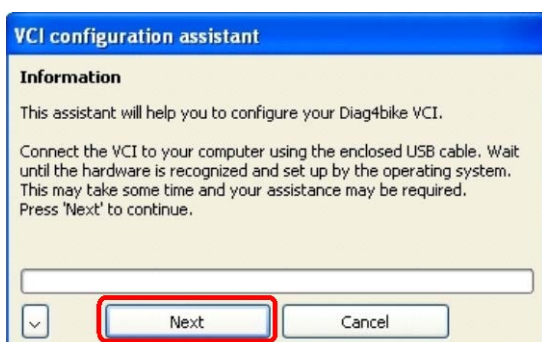 VCI configuration assistant
Information
This assistant will help you to configure your Diag4bike VCI.
Connect the VCI to your computer using the enclosed USB cable. Wait
until the hardware is recognized and set up by the operating system.
This may take some time and your assistance may be required.
Press 'Next' to continue.
Next
Cancel